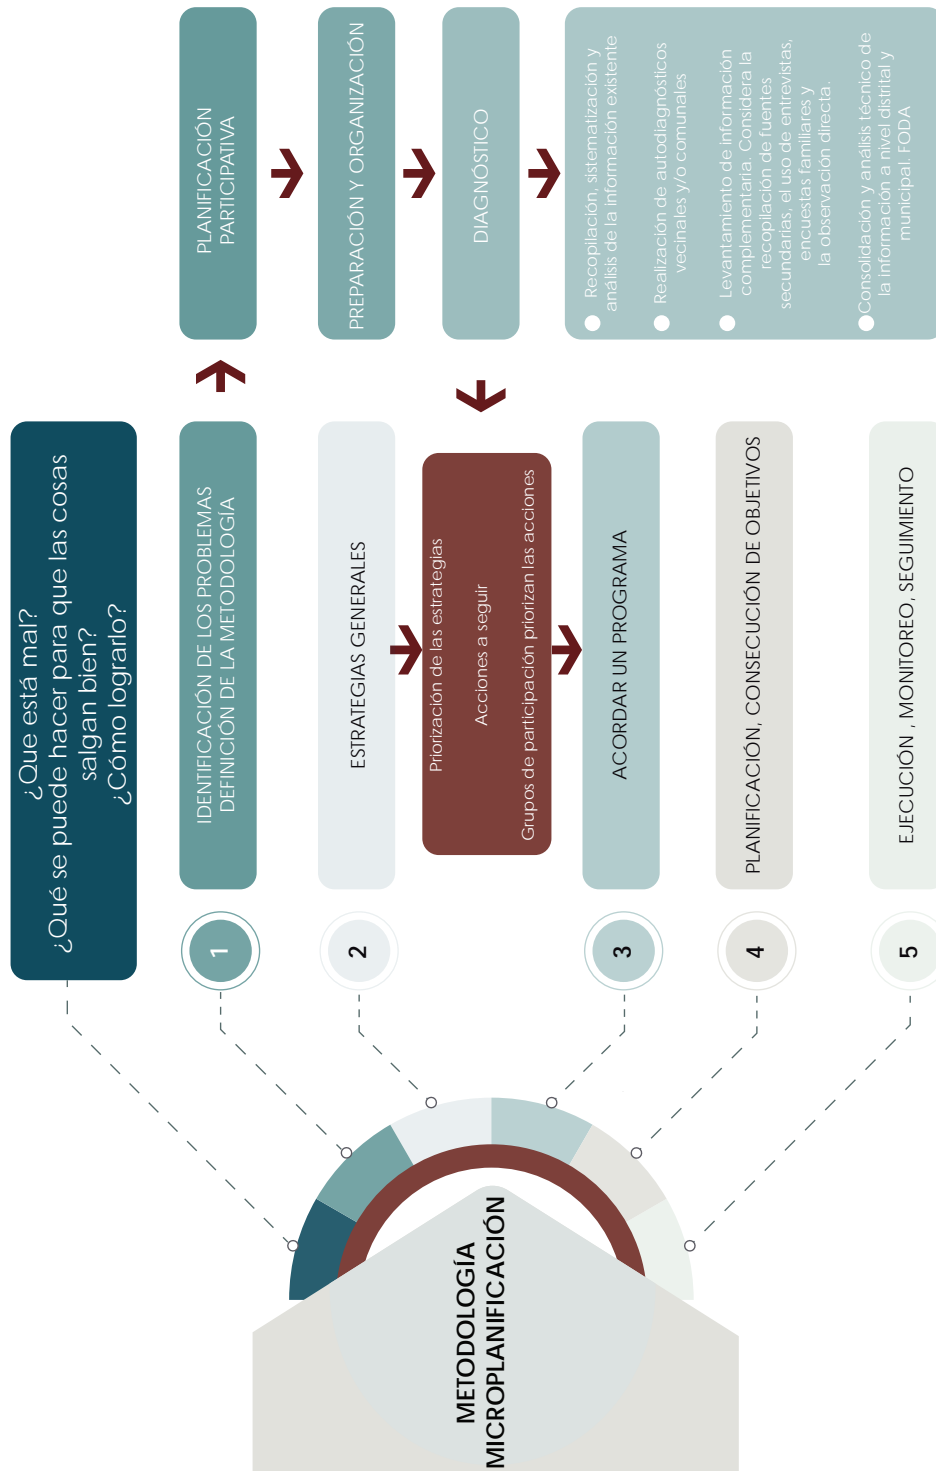 ¿Que está mal?
¿Qué se puede hacer para que las cosas
salgan bien?
¿Cómo lograrlo?
METODOLOGÍA
MICROPLANIFICACIÓN
1
IDENTIFICACIÓN DE LOS PROBLEMAS
DEFINICIÓN DE LA METODOLOGÍA
PLANIFICACIÓN
PARTICIPATIVA
2
ESTRATEGIAS GENERALES
PREPARACIÓN Y ORGANIZACIÓN
Priorización de las estrategias
Acciones a seguir
Grupos de participación priorizan las acciones
DIAGNÓSTICO
3
ACORDAR UN PROGRAMA
Recopilación, sistematización y
análisis de la información existente
Realización de autodiagnósticos
vecinales y/o comunales
Levantamiento de información
complementaría. Considera la
recopilación de fuentes
secundarías, el uso de entrevistas,
encuestas familiares y
la observación directa.
Consolidación y análisis técnico de
la información a nivel distrital y
municipal. FODA
4
PLANIFICACIÓN, CONSECUCIÓN DE OBJETIVOS
5
EJECUCIÓN , MONITOREO, SEGUIMIENTO